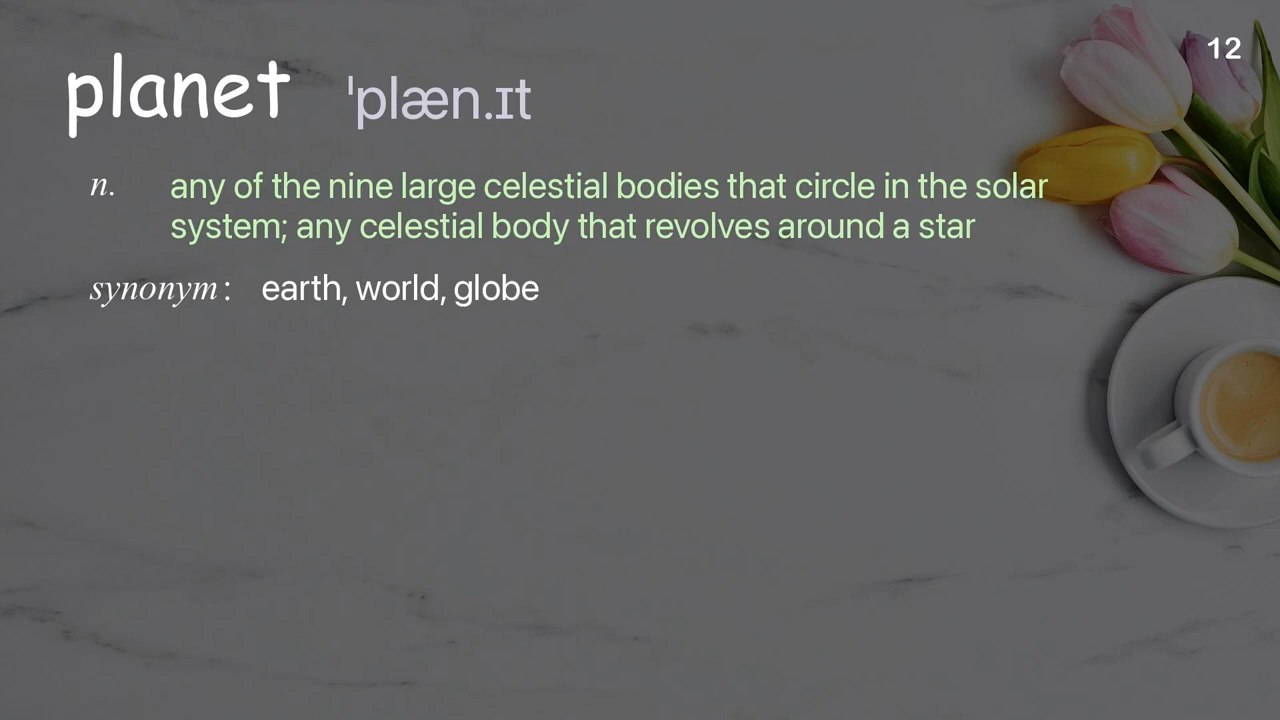 12
planet ˈplæn.ɪt
n. any of the nine large celestial bodies that circle in the solar
system; any celestial body that revolves around a star
synonym: earth, world, globe